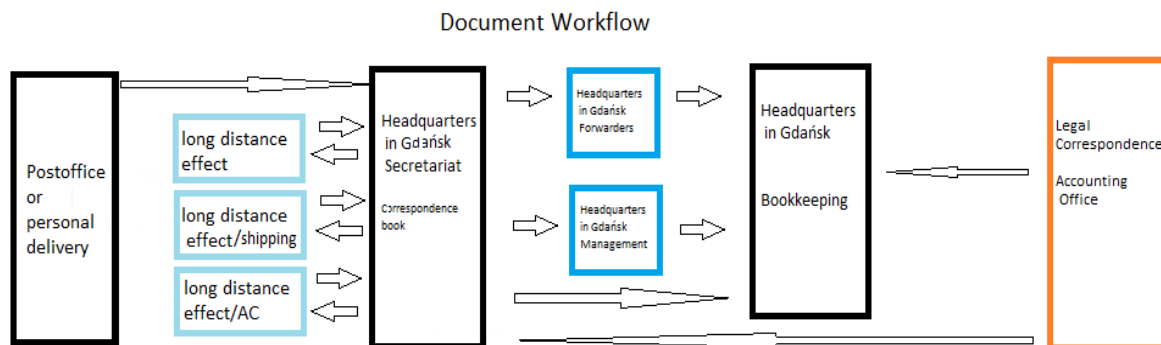 Document Workflow
Postoffice
or
personal
delivery
long distance
effect
long distance
effect/shipping
long distance
effect/AC
Headquarters
in Gdańsk
Secretariat
Correspondence
book
Headquarters
in Gdańsk
Forwarders
Headquarters
in Gdańsk
Management
Headquarters
in Gdańsk
Bookkeeping
Legal
Correspondence
Accounting
Office